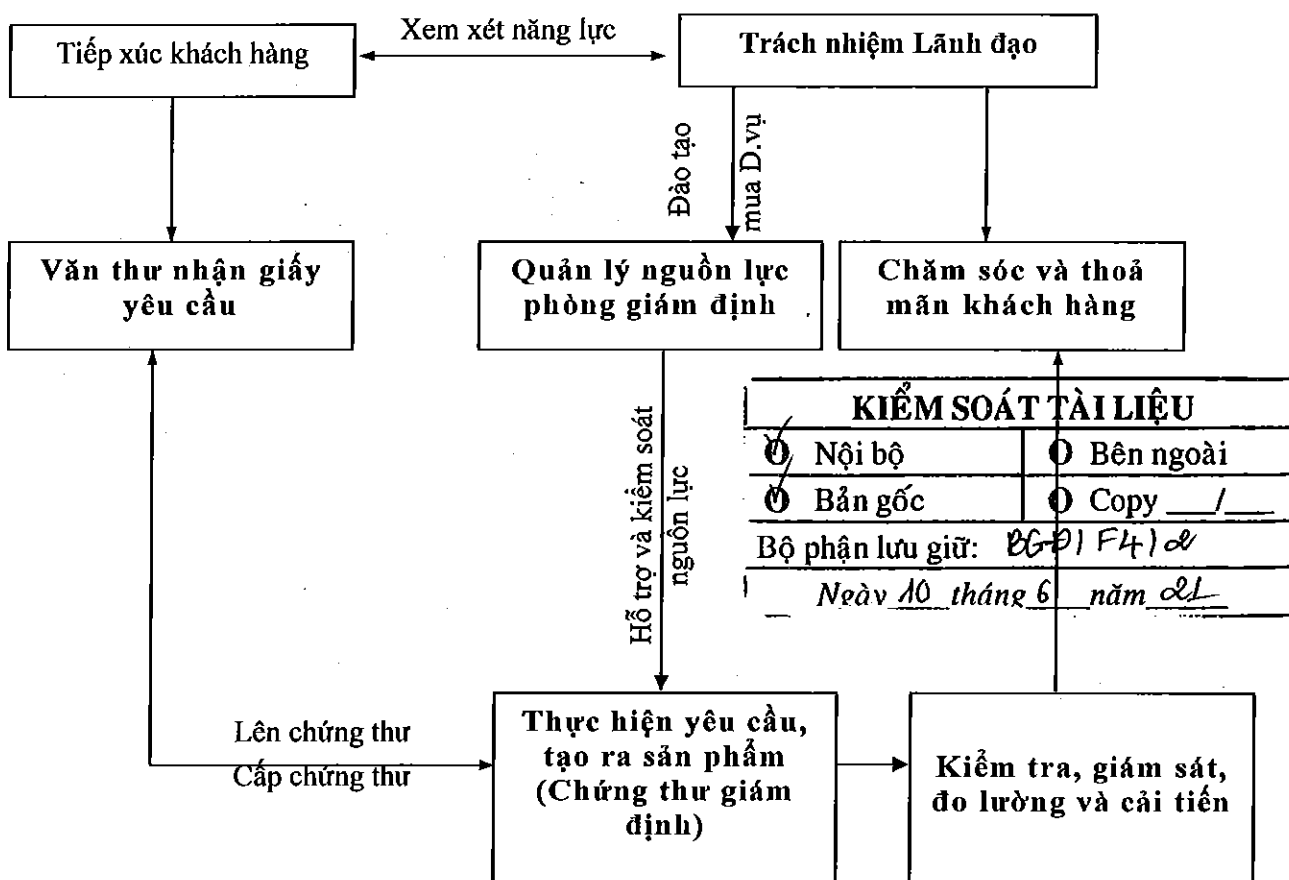 Xem xét năng lực
Tiếp xúc khách hàng
Trách nhiệm Lãnh đạo
Đào tạo
mua D.vụ
Văn thư nhận giấy
yêu cầu
Quản lý nguồn lực
phòng giám định
Chăm sóc và thoả
mãn khách hàng
Hỗ trợ và kiểm soát
nguồn lực
KIỂM SOÁT TÀI LIỆU
Nội bộ
Bên ngoài
Bản gốc
Copy ___/___
Bộ phận lưu giữ:
Ngày 10 tháng 6 năm 21
Lên chứng thư
Cấp chứng thư
Thực hiện yêu cầu,
tạo ra sản phẩm
(Chứng thư giám
định)
Kiểm tra, giám sát,
đo lường và cải tiến